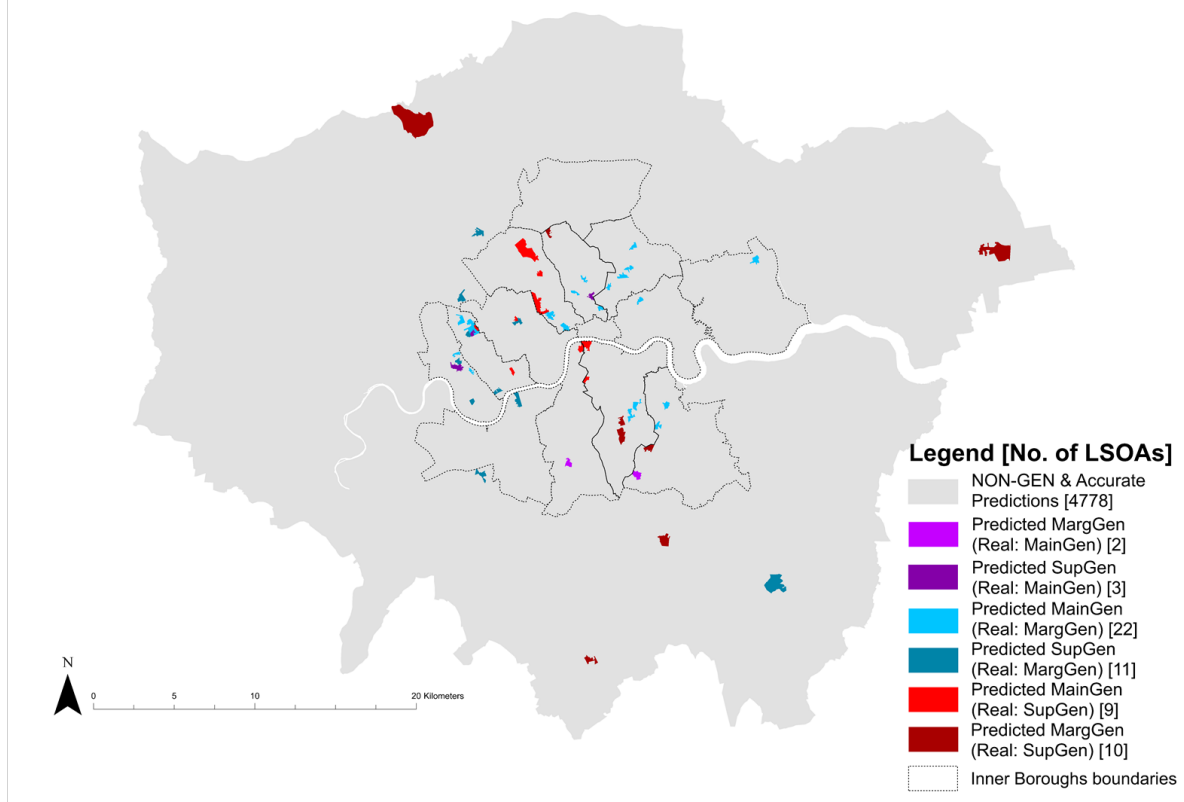 Legend [No. of LSOAs]
NON-GEN & Accurate
Predictions [4778]
Predicted MargGen
(Real: MainGen) [2]
Predicted SupGen
(Real: MainGen) [3]
Predicted MainGen
(Real: MargGen) [22]
Predicted SupGen
(Real: MargGen) [11]
Predicted MainGen
(Real: SupGen) [9]
Predicted MargGen
(Real: SupGen) [10]
Inner Boroughs boundaries
N
0 5 10 20 Kilometers